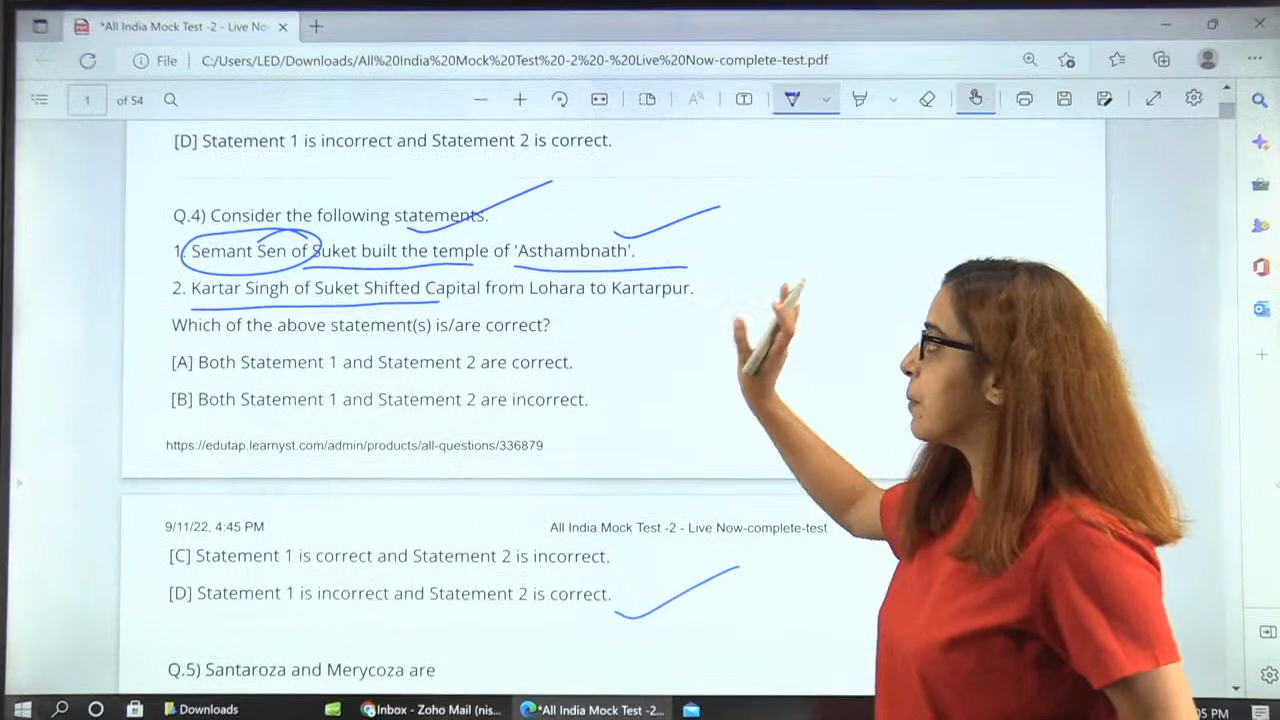 *All India Mock Test -2 - Live No
File C:/Users/LED/Downloads/All%20India%20Mock%20Test%20-2%20-%20Live%20Now-complete-test.pdf
1 of 54
[D] Statement 1 is incorrect and Statement 2 is correct.
Q.4) Consider the following statements.
1. Semant Sen of Suket built the temple of 'Asthambnath'.
2. Kartar Singh of Suket Shifted Capital from Lohara to Kartarpur.
Which of the above statement(s) is/are correct?
[A] Both Statement 1 and Statement 2 are correct.
[B] Both Statement 1 and Statement 2 are incorrect.
https://edutap.learnyst.com/admin/products/all-questions/336879
9/11/22, 4:45 PM All India Mock Test -2 - Live Now-complete-test
[C] Statement 1 is correct and Statement 2 is incorrect.
[D] Statement 1 is incorrect and Statement 2 is correct.
Q.5) Santaroza and Merycoza are
Downloads Inbox - Zoho Mail (nis... *All India Mock Test -2... PM